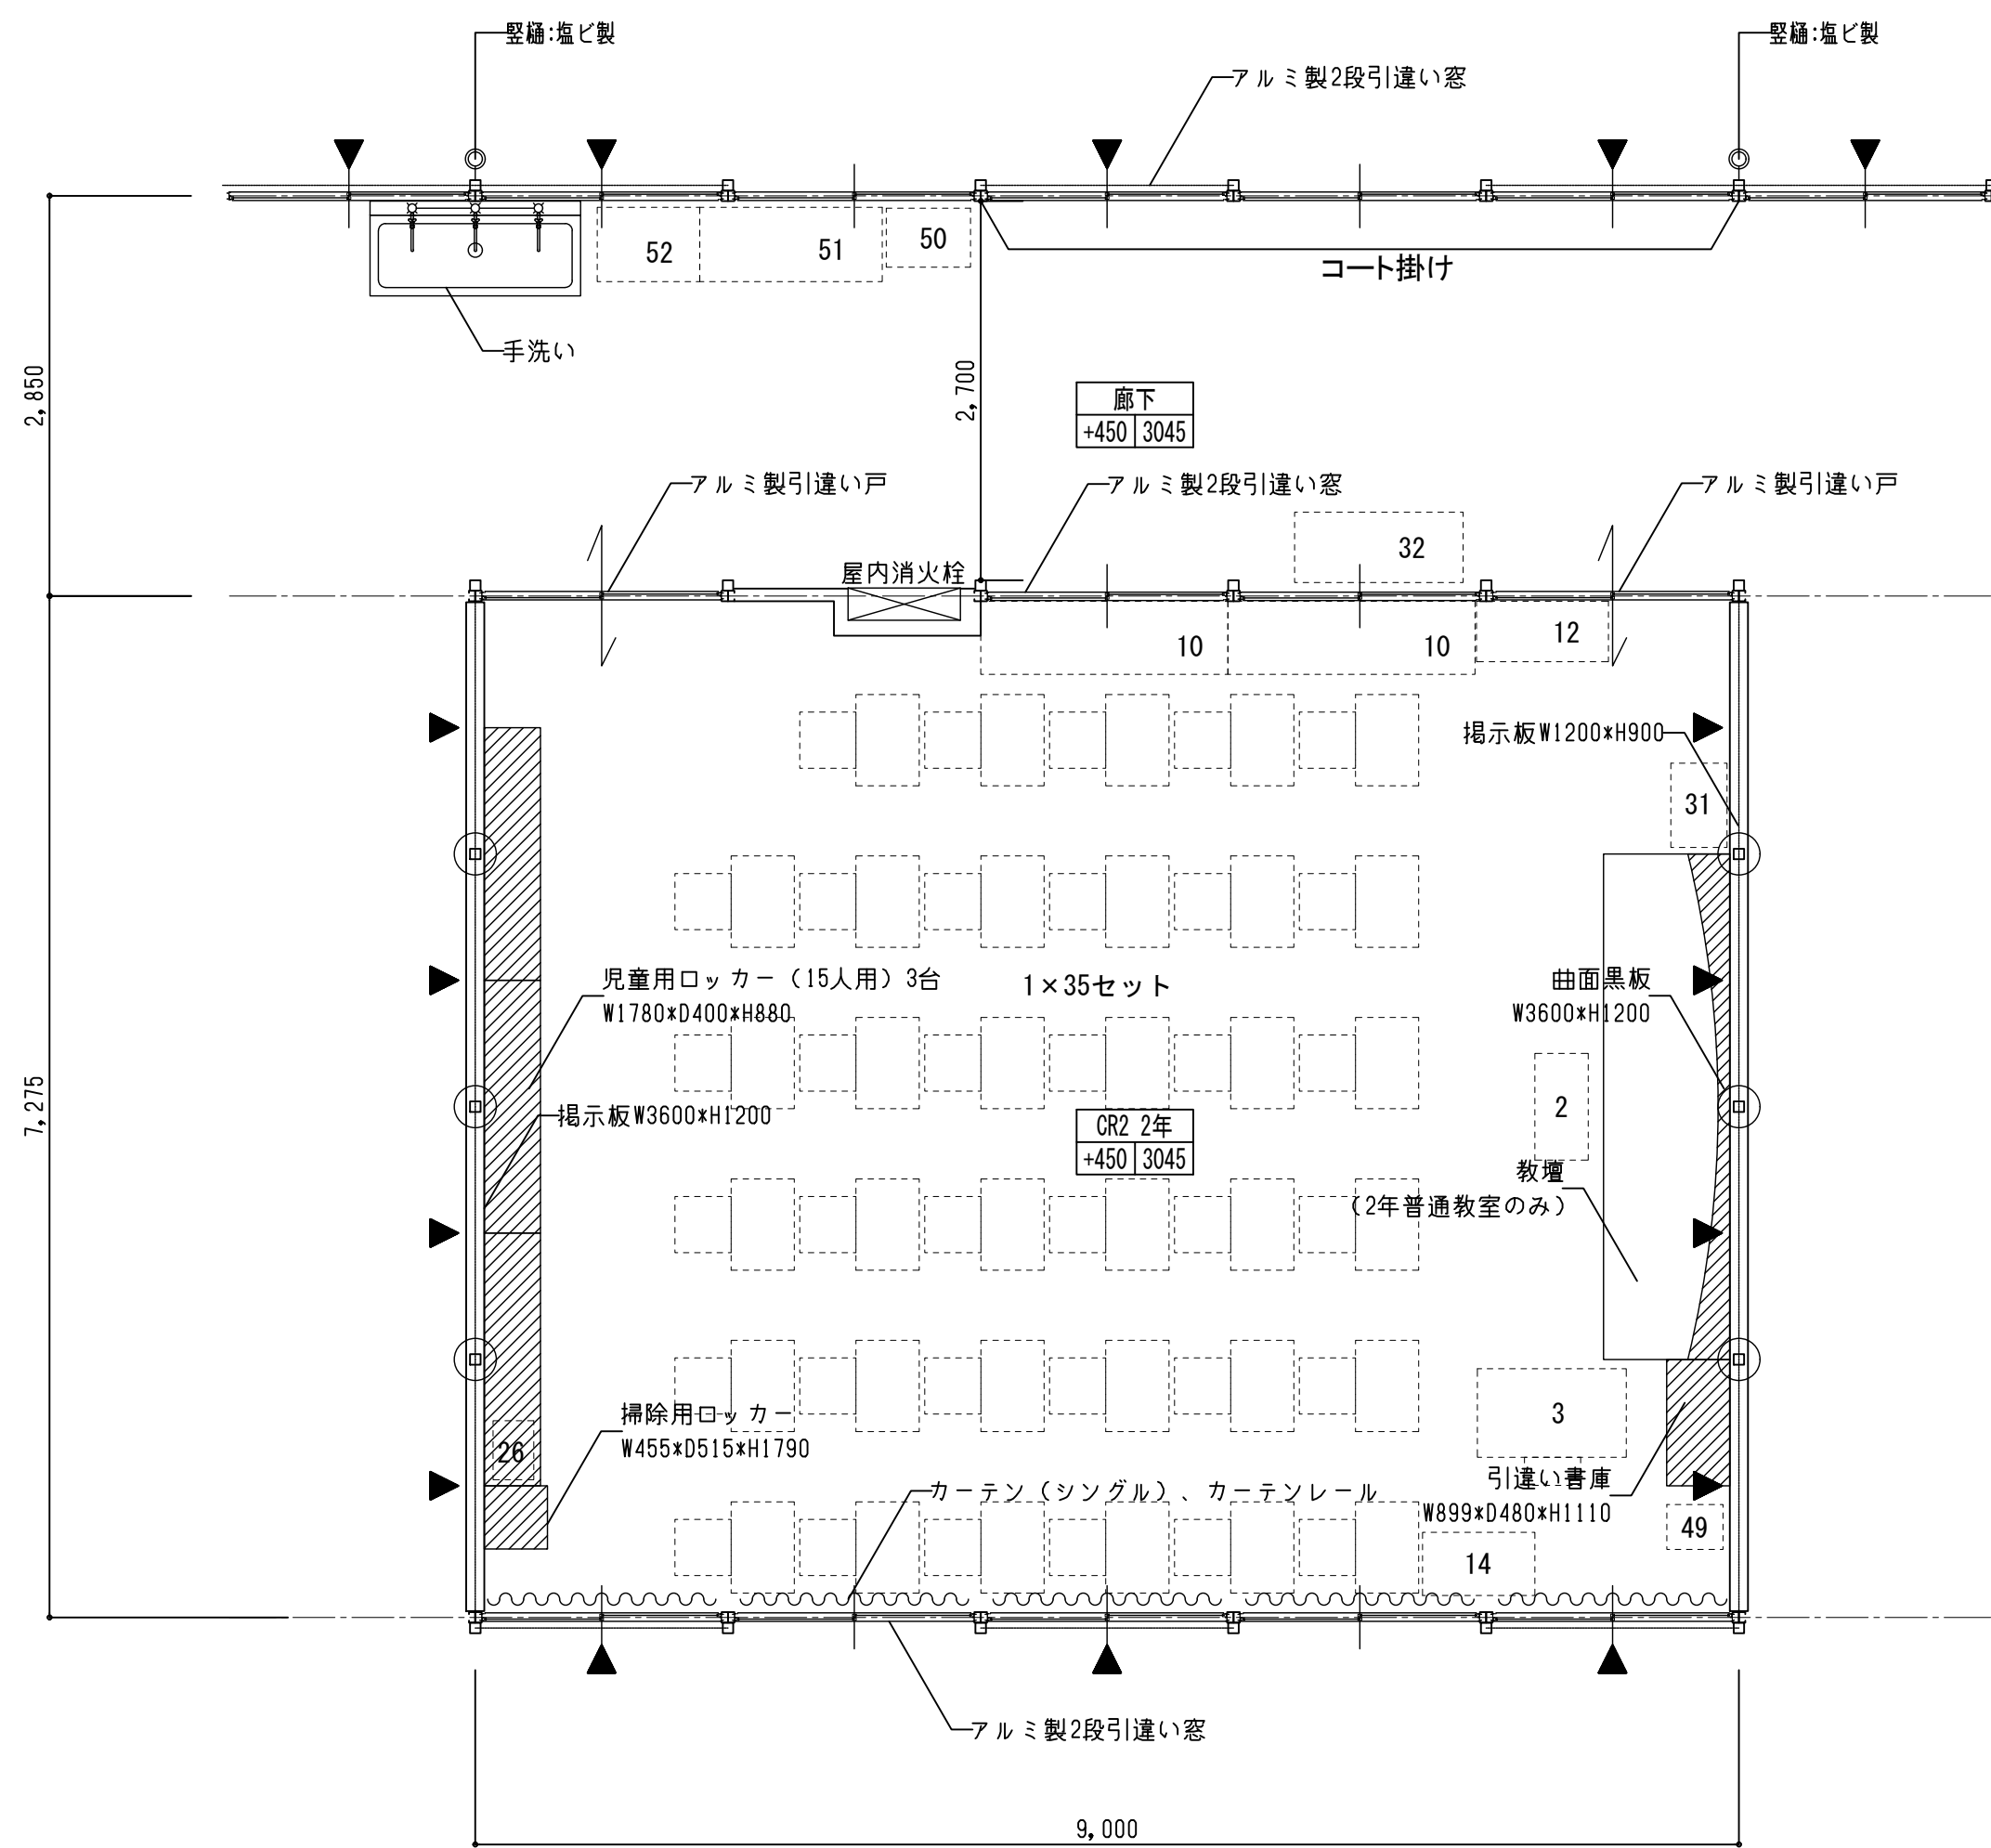 竪樋:塩ビ製
竪樋:塩ビ製
アルミ製2段引違い窓
52
51
50
コート掛け
手洗い
2,850
2,700
廊下
+450 3045
アルミ製引違い戸
アルミ製2段引違い窓
アルミ製引違い戸
32
屋内消火栓
10
10
12
掲示板W1200*H900
31
児童用ロッカー（15人用）3台
W1780*D400*H880
1×35セット
曲面黒板
W3600*H1200
7,275
掲示板W3600*H1200
2
CR2 2年
+450 3045
教壇
（2年普通教室のみ）
掃除用ロッカー
W455*D515*H1790
26
3
引違い書庫
W899*D480*H1110
カーテン（シングル）、カーテンレール
49
14
アルミ製2段引違い窓
9,000